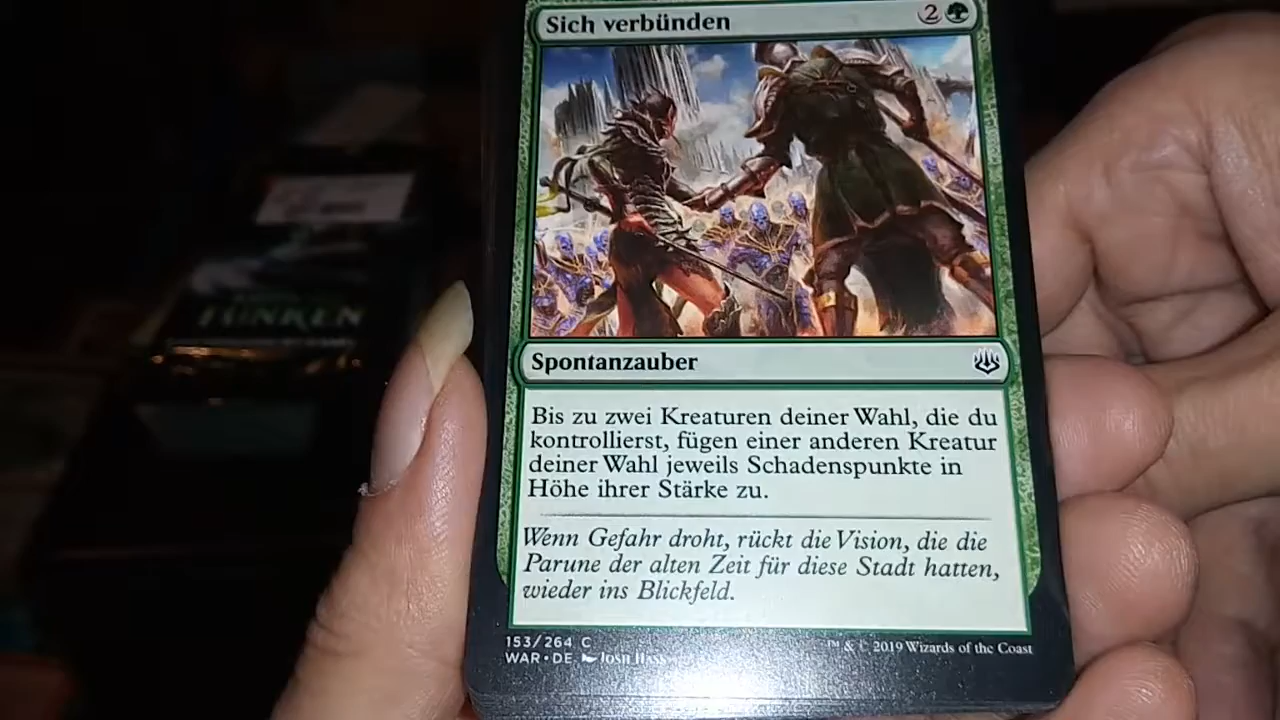 Sich verbünden
2
Spontanzauber
Bis zu zwei Kreaturen deiner Wahl, die du
kontrollierst, fügen einer anderen Kreatur
deiner Wahl jeweils Schadenspunkte in
Höhe ihrer Stärke zu.
Wenn Gefahr droht, rückt die Vision, die die
Parune der alten Zeit für diese Stadt hatten,
wieder ins Blickfeld.
153/264 C
WAR • DE Josh Hass
™ & © 2019 Wizards of the Coast
FUNKEN